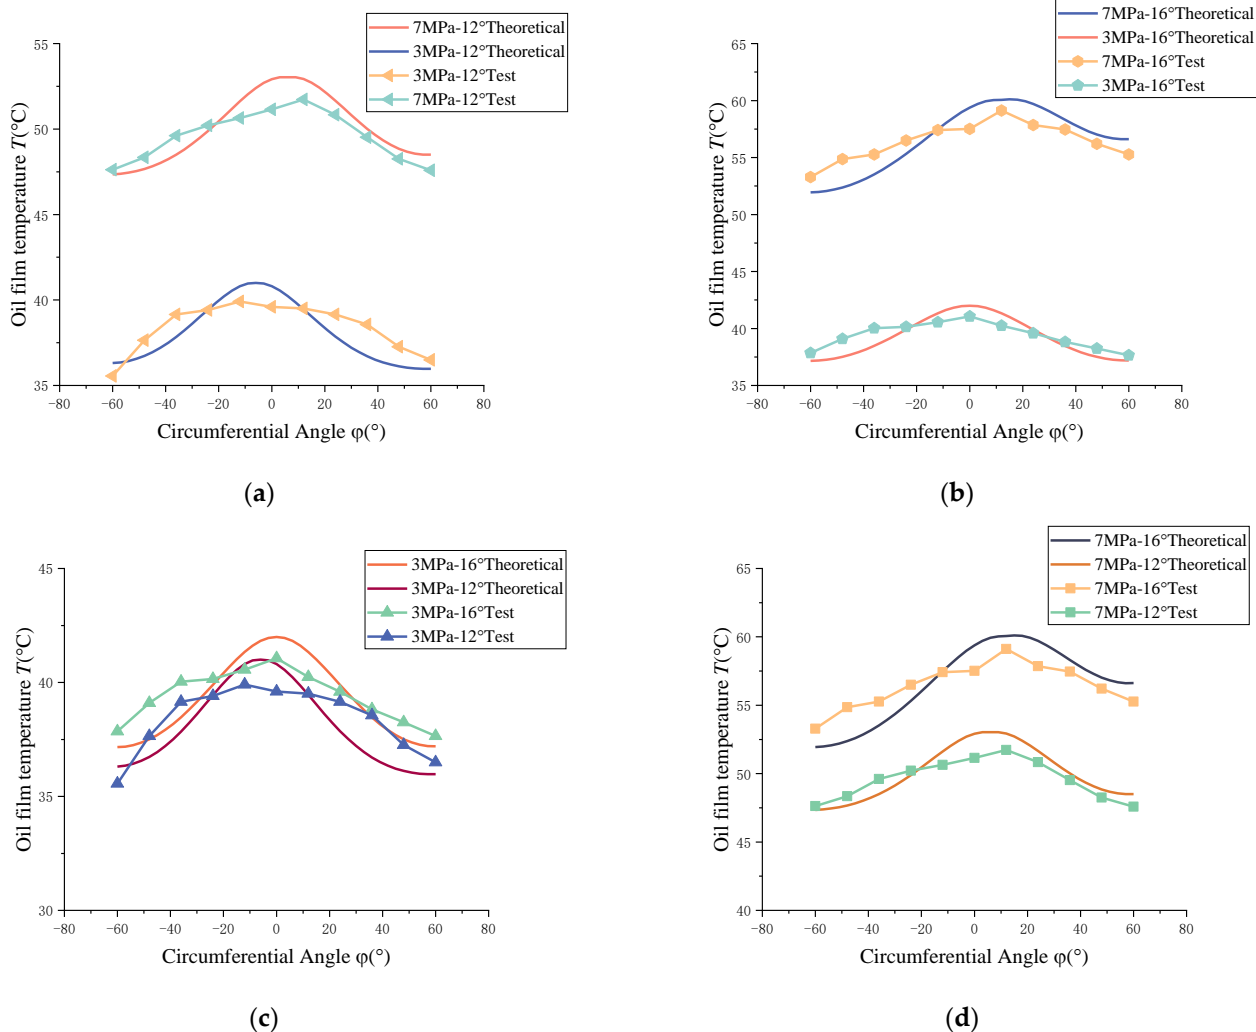 7MPa-12°Theoretical
3MPa-12°Theoretical
3MPa-12°Test
7MPa-12°Test
55
50
45
40
35
Oil film temperature T(°C)
-80 -60 -40 -20 0 20 40 60 80
Circumferential Angle φ(°)
(a)
7MPa-16°Theoretical
3MPa-16°Theoretical
7MPa-16°Test
3MPa-16°Test
65
60
55
50
45
40
35
Oil film temperature T(°C)
-80 -60 -40 -20 0 20 40 60 80
Circumferential Angle φ(°)
(b)
3MPa-16°Theoretical
3MPa-12°Theoretical
3MPa-16°Test
3MPa-12°Test
45
40
35
30
Oil film temperature T(°C)
-80 -60 -40 -20 0 20 40 60 80
Circumferential Angle φ(°)
(c)
7MPa-16°Theoretical
7MPa-12°Theoretical
7MPa-16°Test
7MPa-12°Test
65
60
55
50
45
40
Oil film temperature T(°C)
-80 -60 -40 -20 0 20 40 60 80
Circumferential Angle φ(°)
(d)